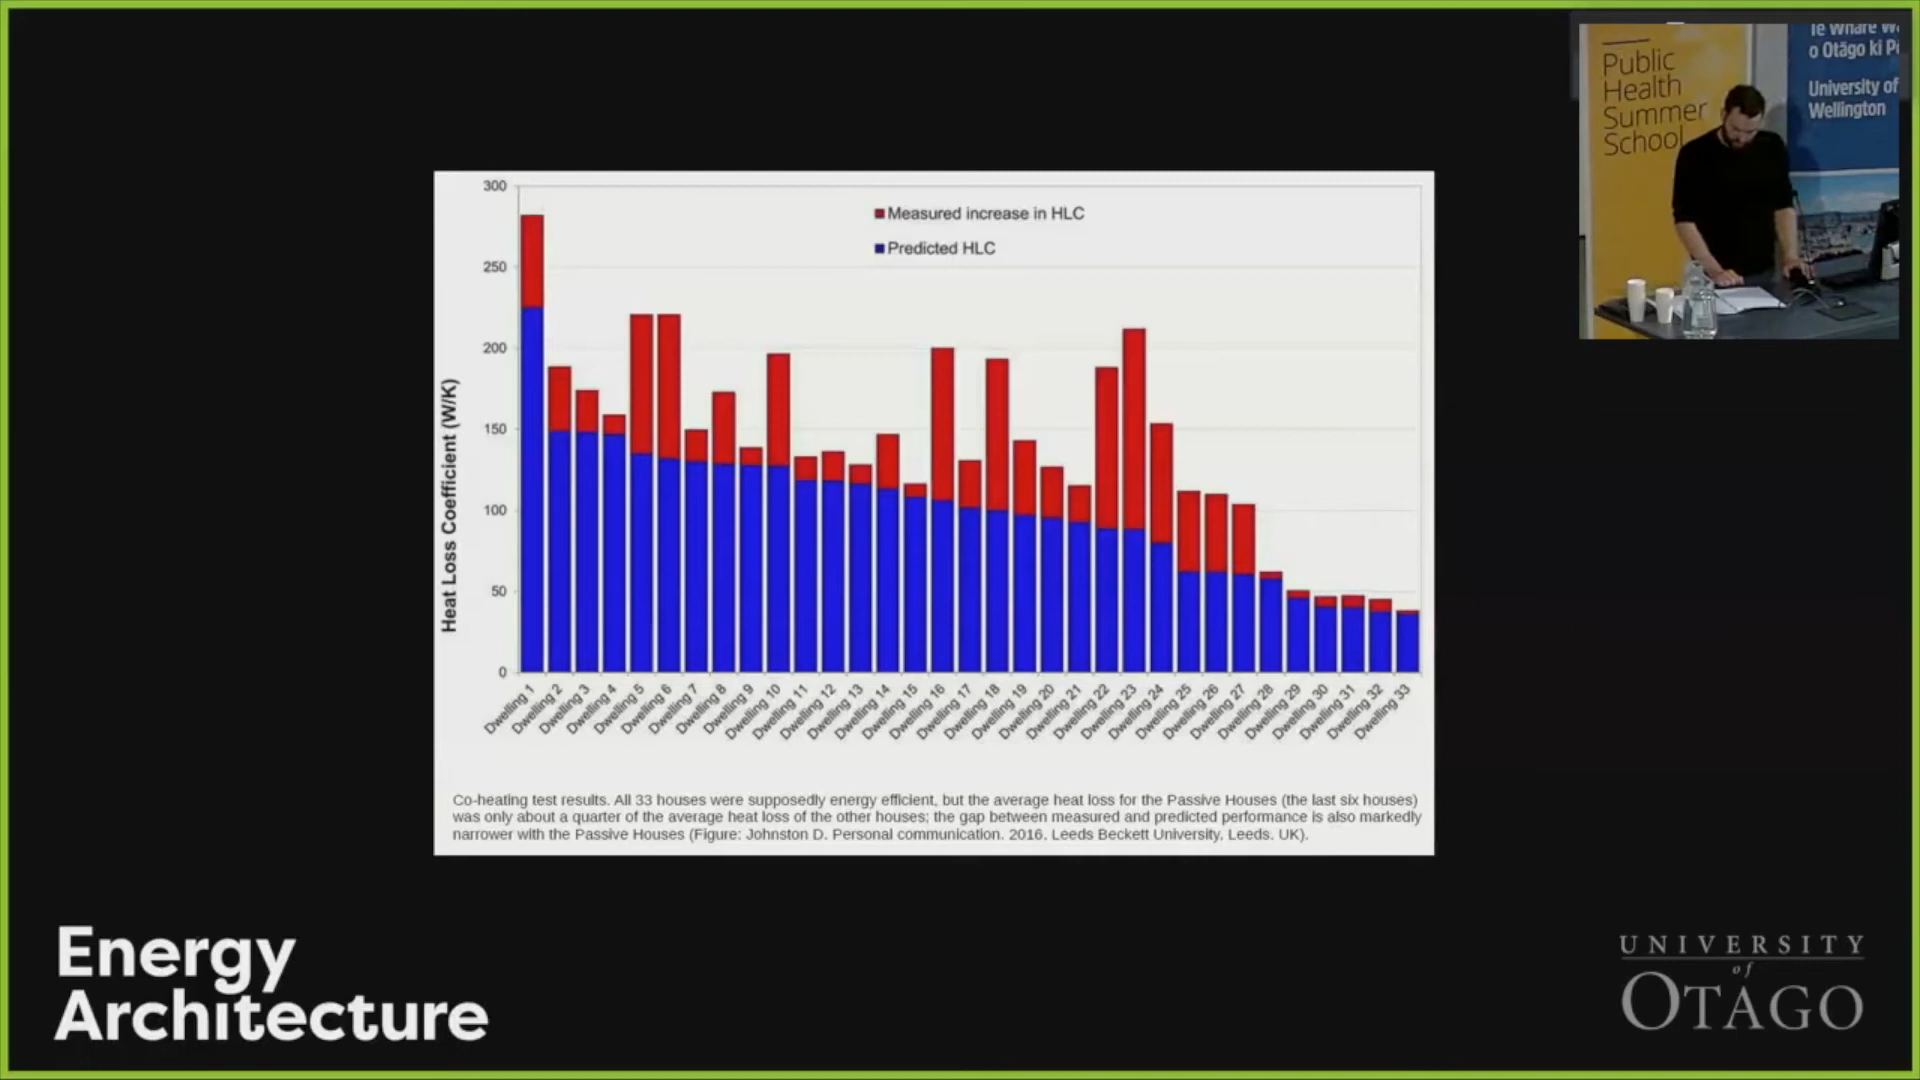 300
Measured increase in HLC
Predicted HLC
250
200
150
100
50
0
Heat Loss Coefficient (W/K)
Dwelling 1
Dwelling 2
Dwelling 3
Dwelling 4
Dwelling 5
Dwelling 6
Dwelling 7
Dwelling 8
Dwelling 9
Dwelling 10
Dwelling 11
Dwelling 12
Dwelling 13
Dwelling 14
Dwelling 15
Dwelling 16
Dwelling 17
Dwelling 18
Dwelling 19
Dwelling 20
Dwelling 21
Dwelling 22
Dwelling 23
Dwelling 24
Dwelling 25
Dwelling 26
Dwelling 27
Dwelling 28
Dwelling 29
Dwelling 30
Dwelling 31
Dwelling 32
Dwelling 33
Co-heating test results. All 33 houses were supposedly energy efficient, but the average heat loss for the Passive Houses (the last six houses)
was only about a quarter of the average heat loss of the other houses; the gap between measured and predicted performance is also markedly
narrower with the Passive Houses (Figure: Johnston D. Personal communication. 2016. Leeds Beckett University, Leeds. UK).
Public
Health
Summer
School
Te Whare W
o Otāgo ki P
University of
Wellington
Energy
Architecture
UNIVERSITY
of
OTAGO